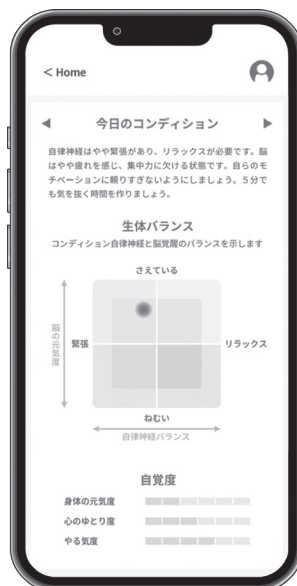 < Home
今日のコンディション
自律神経はやや緊張があり、リラックスが必要です。脳
はやや疲れを感じ、集中力に欠ける状態です。自らのモ
チベーションに頼りすぎないようにしましょう。５分で
も気を抜く時間を作りましょう。
生体バランス
コンディション自律神経と脳覚醒のバランスを示します
さえている
脳の元気度
緊張
リラックス
ねむい
自律神経バランス
自覚度
身体の元気度
心のゆとり度
やる気度